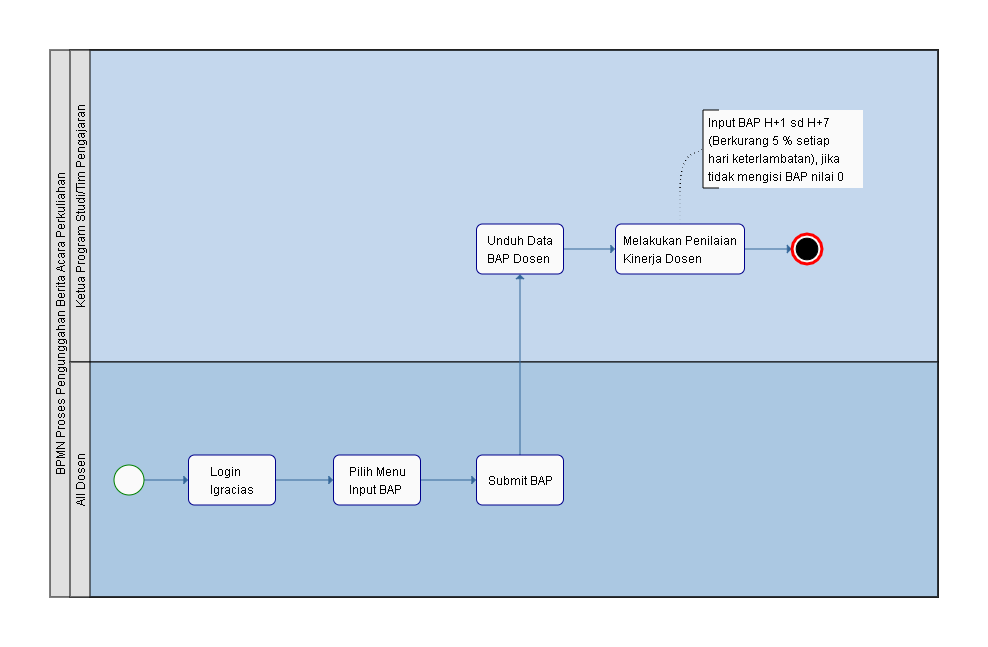 BPMN Proses Pengunggahan Berita Acara Perkuliahan
Ketua Program Studi/Tim Pengajaran
Input BAP H+1 sd H+7
(Berkurang 5 % setiap
hari keterlambatan), jika
tidak mengisi BAP nilai 0
Unduh Data
BAP Dosen
Melakukan Penilaian
Kinerja Dosen
All Dosen
Login
Igracias
Pilih Menu
Input BAP
Submit BAP